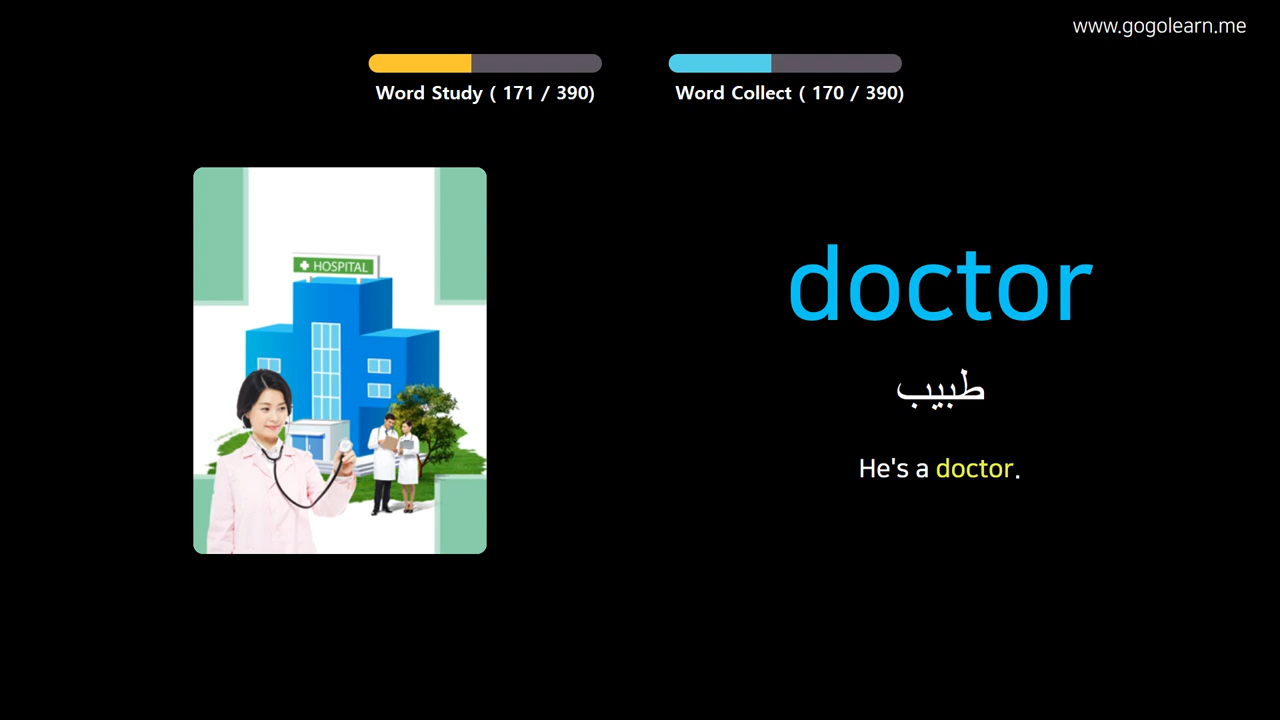 www.gogolearn.me
Word Study ( 171 / 390)
Word Collect ( 170 / 390)
HOSPITAL
doctor
طبيب
He's a doctor.